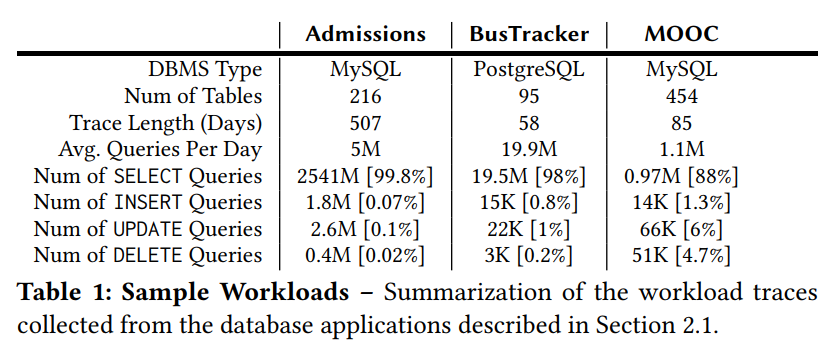 Admissions BusTracker MOOC
DBMS Type MySQL PostgreSQL MySQL
Num of Tables 216 95 454
Trace Length (Days) 507 58 85
Avg. Queries Per Day 5M 19.9M 1.1M
Num of SELECT Queries 2541M [99.8%] 19.5M [98%] 0.97M [88%]
Num of INSERT Queries 1.8M [0.07%] 15K [0.8%] 14K [1.3%]
Num of UPDATE Queries 2.6M [0.1%] 22K [1%] 66K [6%]
Num of DELETE Queries 0.4M [0.02%] 3K [0.2%] 51K [4.7%]
Table 1: Sample Workloads – Summarization of the workload traces
collected from the database applications described in Section 2.1.